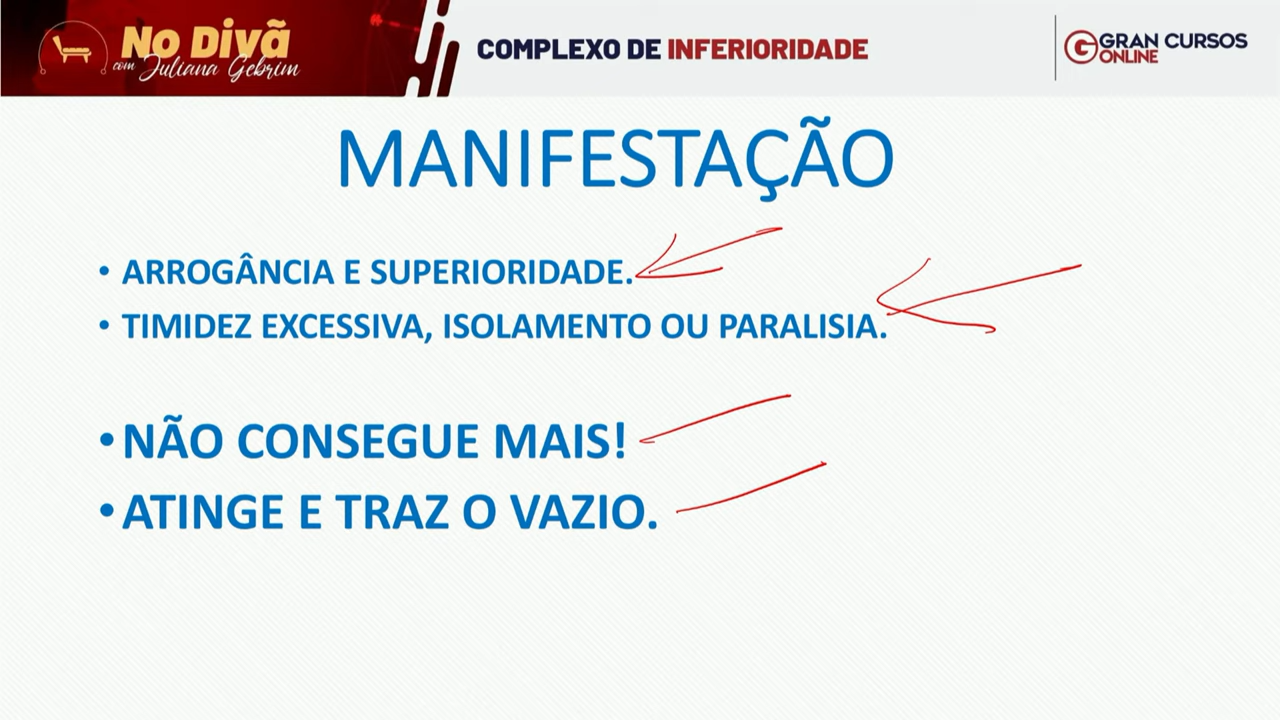 No Divã
com Juliana Gebrim
COMPLEXO DE INFERIORIDADE
GRAN CURSOS
ONLINE
MANIFESTAÇÃO
• ARROGÂNCIA E SUPERIORIDADE.
• TIMIDEZ EXCESSIVA, ISOLAMENTO OU PARALISIA.
• NÃO CONSEGUE MAIS!
• ATINGE E TRAZ O VAZIO.